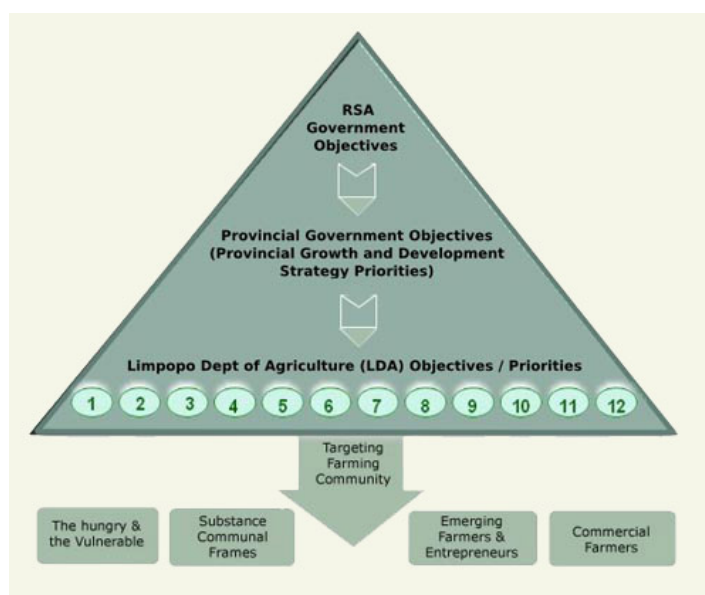 RSA
Government
Objectives
Provincial Government Objectives
(Provincial Growth and Development
Strategy Priorities)
Limpopo Dept of Agriculture (LDA) Objectives / Priorities
1 2 3 4 5 6 7 8 9 10 11 12
Targeting
Farming
Community
The hungry &
the Vulnerable
Substance
Communal
Frames
Emerging
Farmers &
Entrepreneurs
Commercial
Farmers